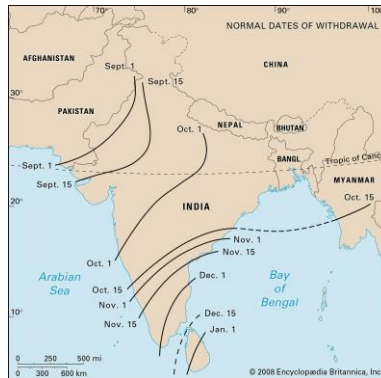 70°
80°
90°
100
NORMAL DATES OF WITHDRAWAL
AFGHANISTAN
Sept. 1
Sept. 15
CHINA
30°
PAKISTAN
Oct. 1
NEPAL
BHUTAN
BANGL
Tropic of Canc
Sept. 1
Sept. 15
MYANMAR
Oct. 15
20°
INDIA
Oct. 1
Nov. 1
Nov. 15
Arabian
Sea
Oct. 15
Nov. 1
Nov. 15
Dec. 1
Bay
of
Bengal
10°
Dec. 15
Jan. 1
0 250 500 mi
0 300 600 km
© 2008 Encyclopædia Britannica, Inc